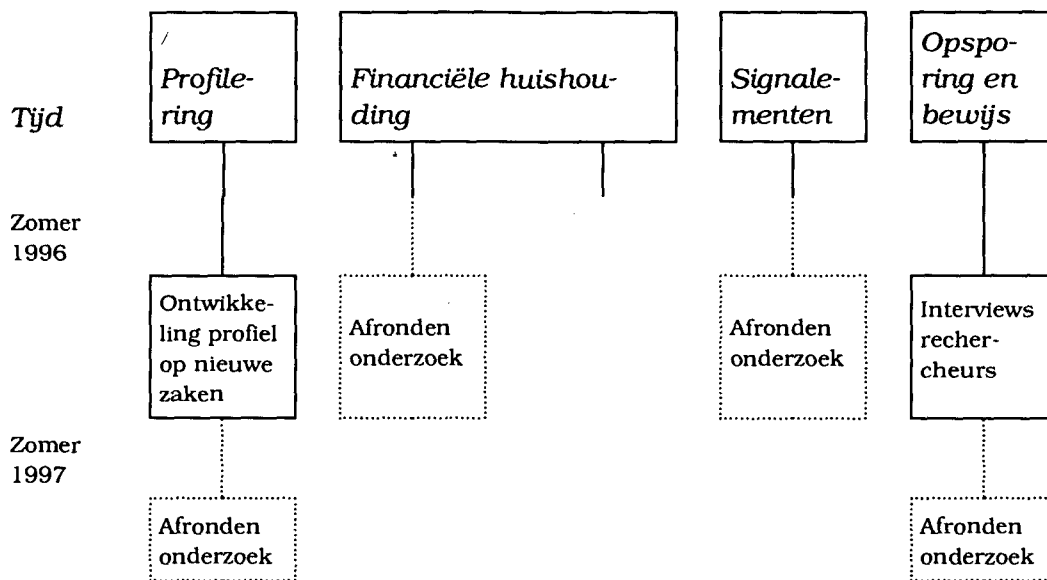 Tijd
Profile-
ring
Financiële huishou-
ding
Signale-
menten
Opspo-
ring en
bewijs
Zomer
1996
Ontwikke-
ling profiel
op nieuwe
zaken
Afronden
onderzoek
Afronden
onderzoek
Interviews
recher-
cheurs
Zomer
1997
Afronden
onderzoek
Afronden
onderzoek